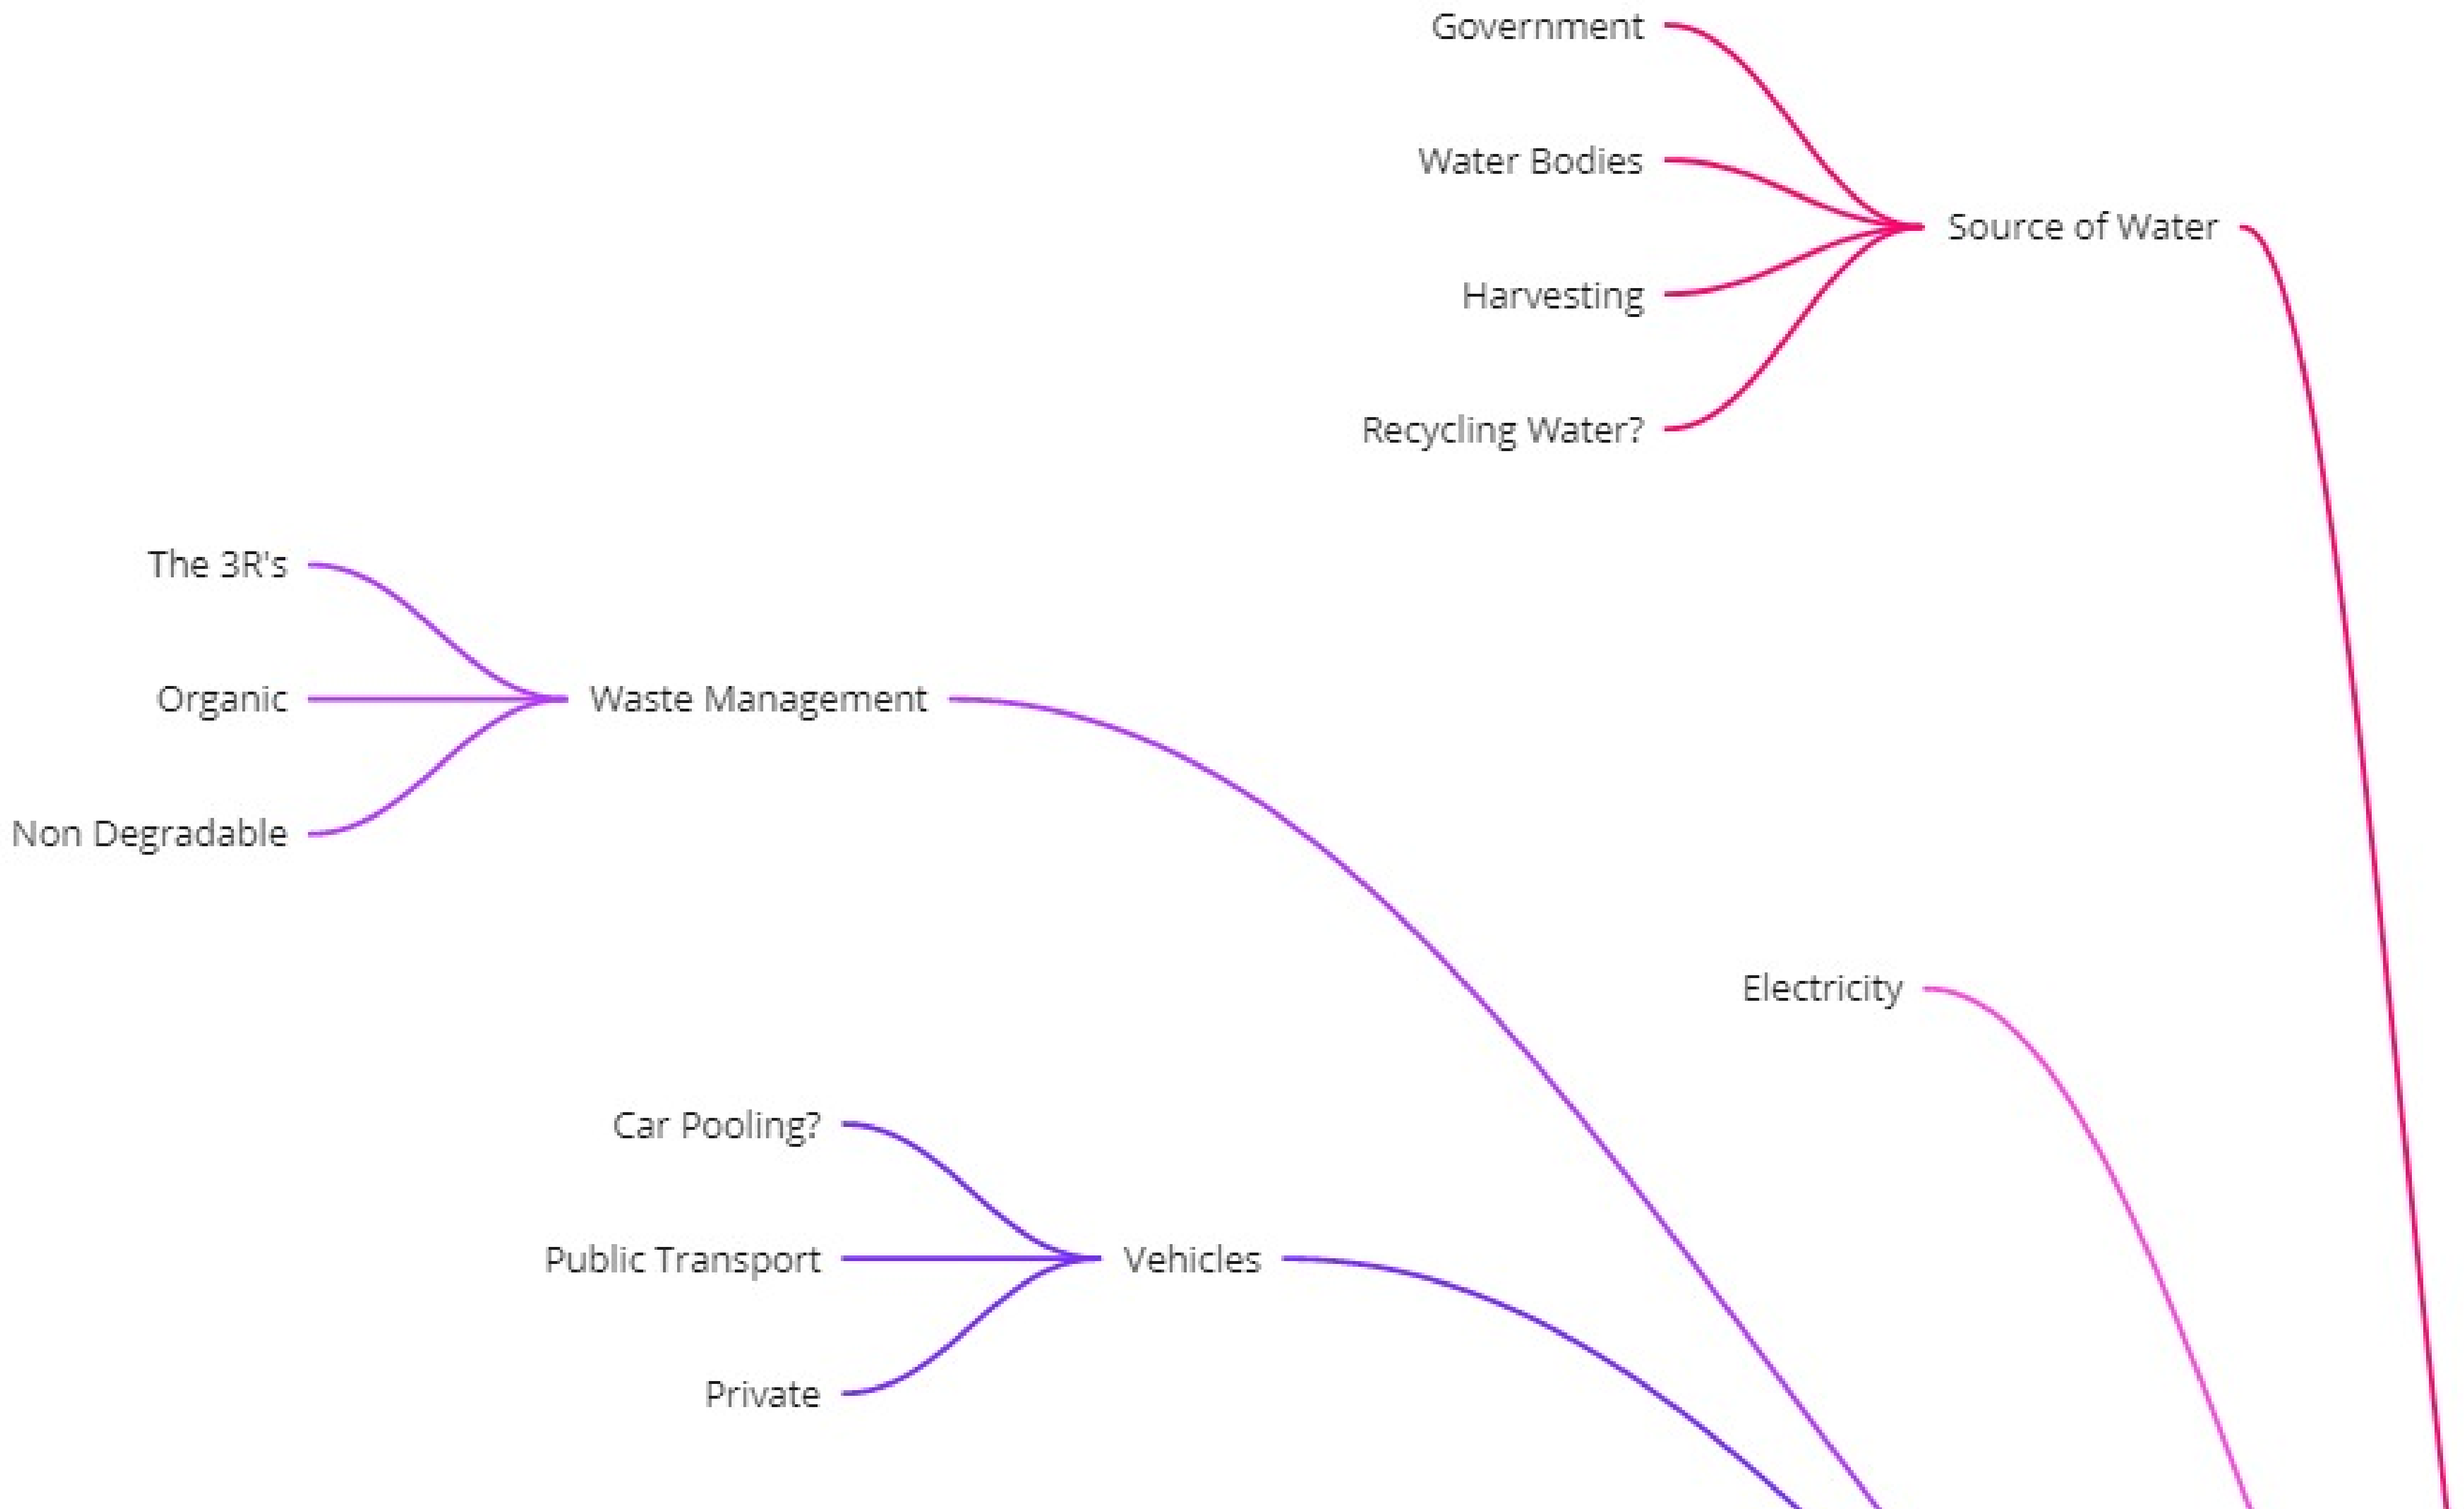 Government
Water Bodies
Source of Water
Harvesting
Recycling Water?
The 3R's
Organic
Waste Management
Non Degradable
Electricity
Car Pooling?
Public Transport
Vehicles
Private